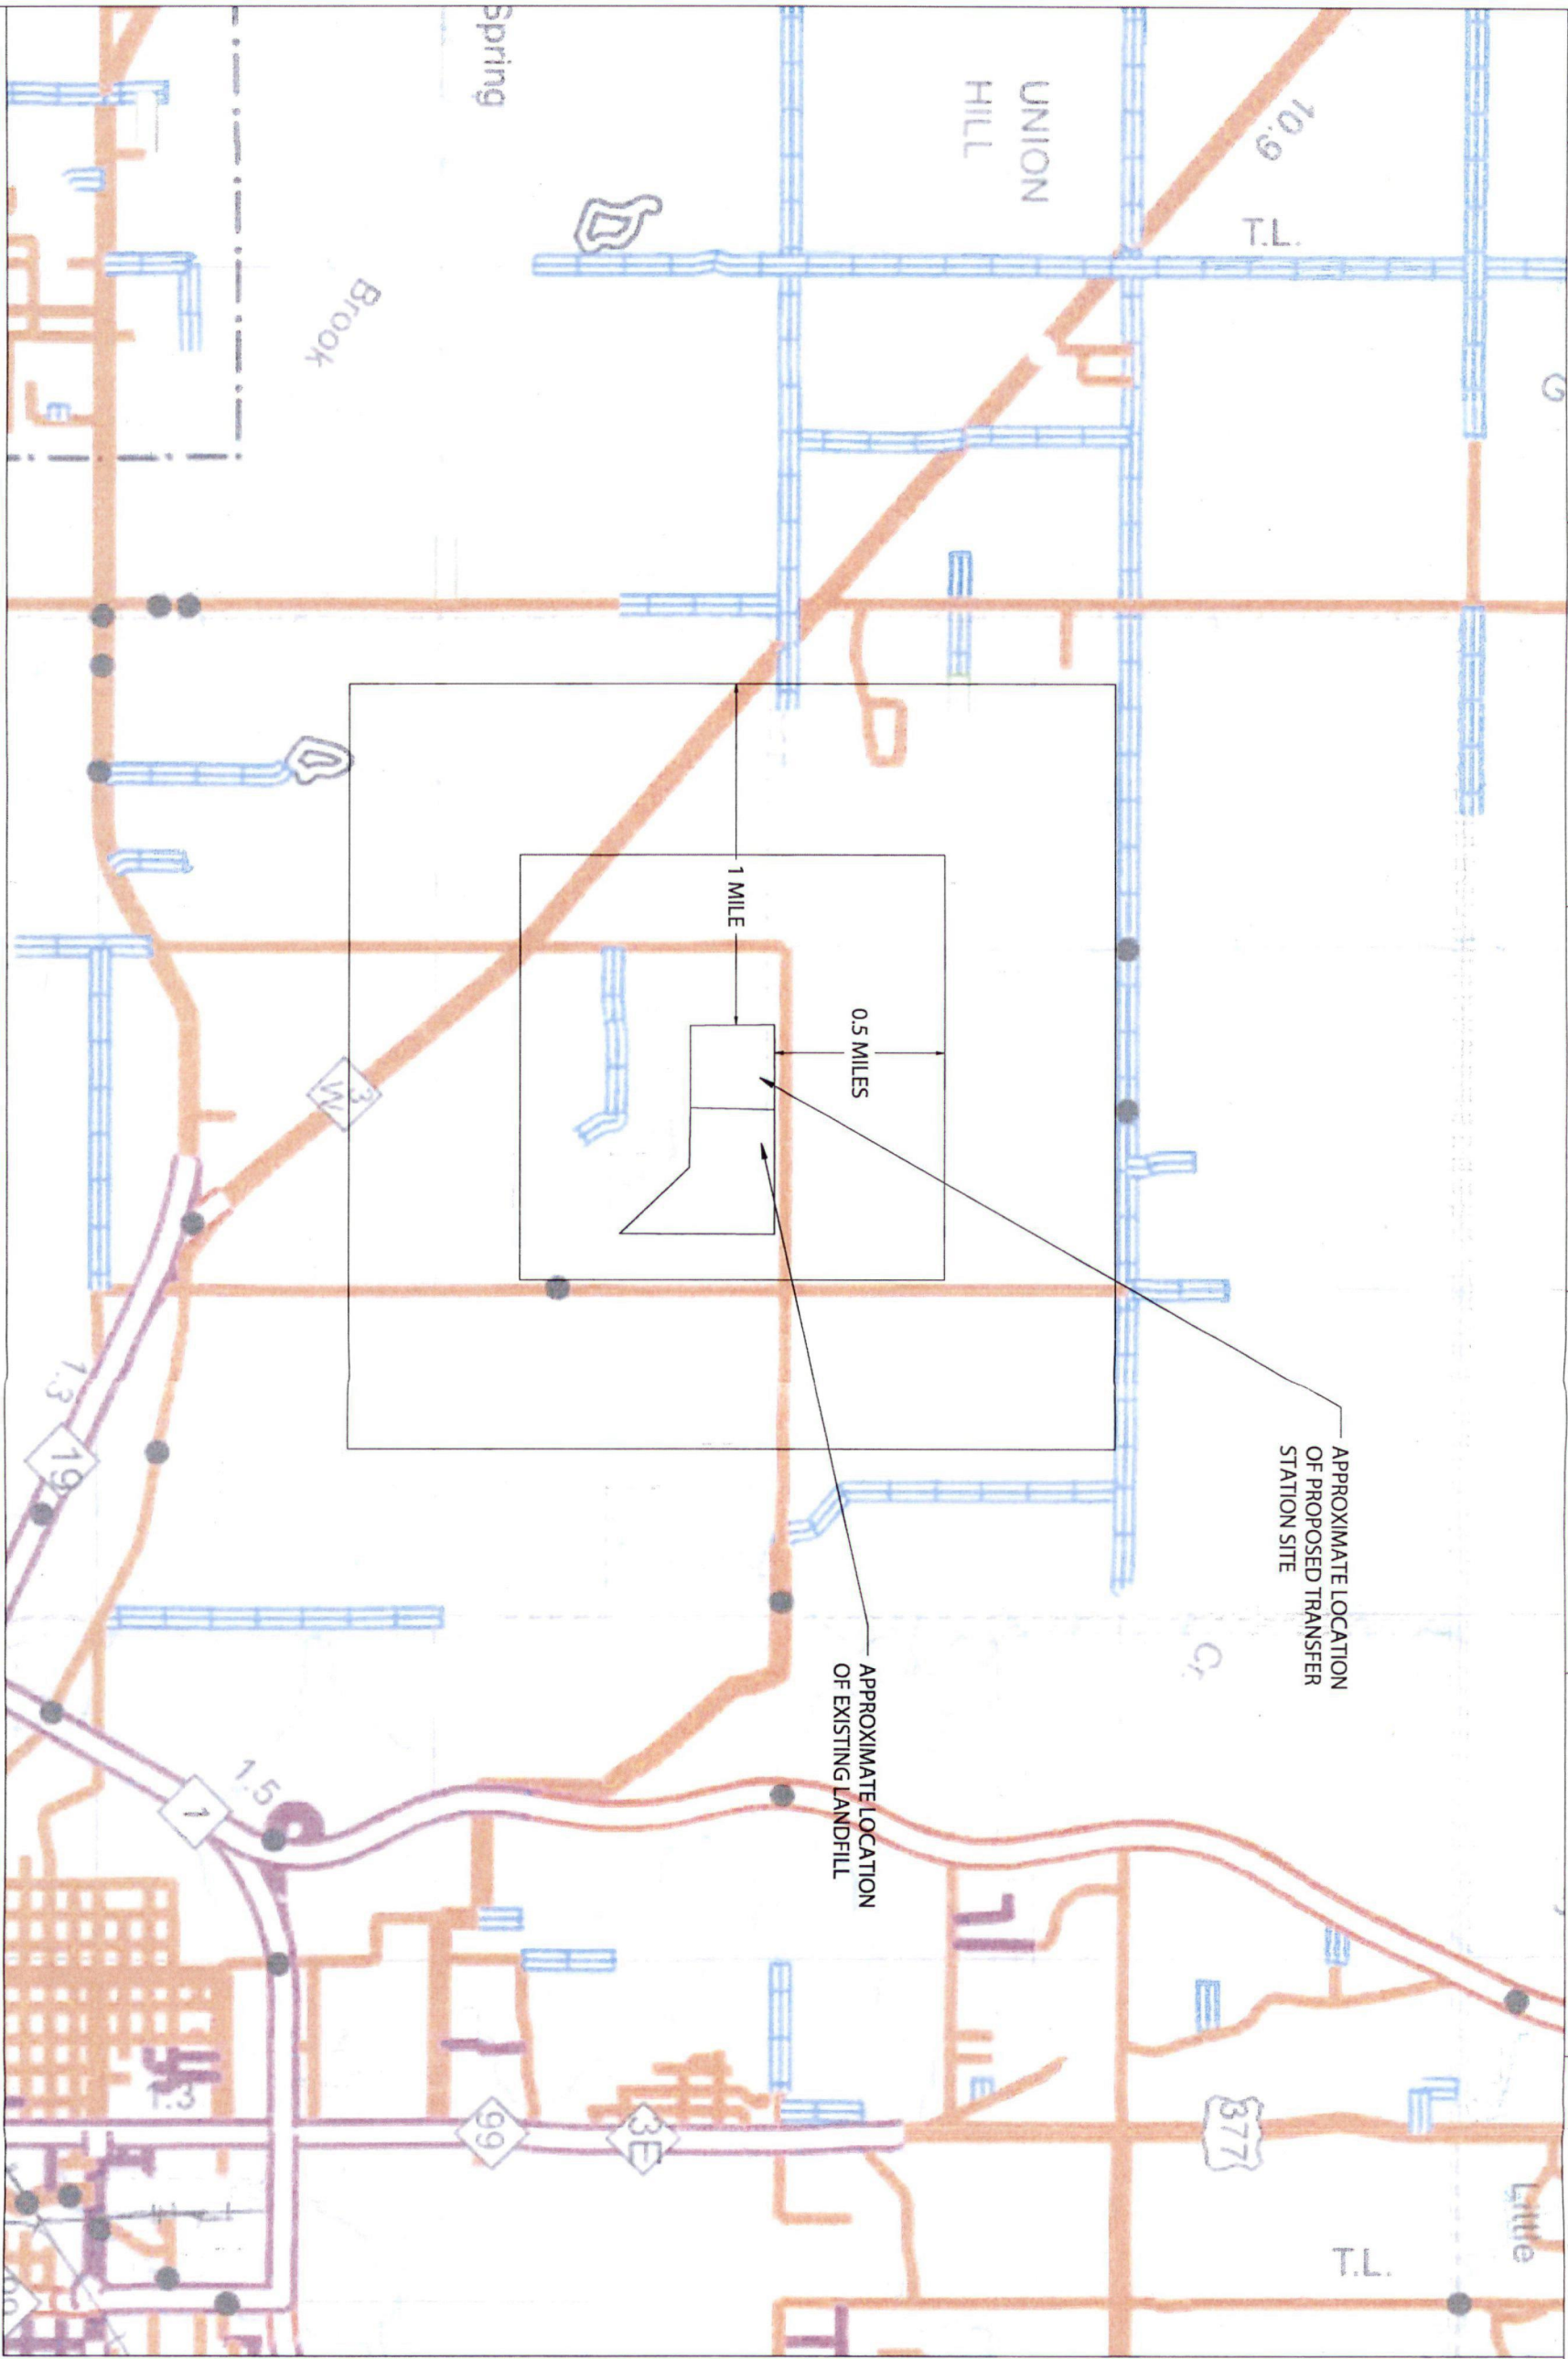 G
Little
T.L.
APPROXIMATE LOCATION
OF PROPOSED TRANSFER
STATION SITE
10.9
T.L.
377
Cr.
UNION
HILL
APPROXIMATE LOCATION
OF EXISTING LANDFILL
0.5 MILES
1 MILE
3E
Spring
99
Brook
3W
1.5
1
1.3
1.3
19